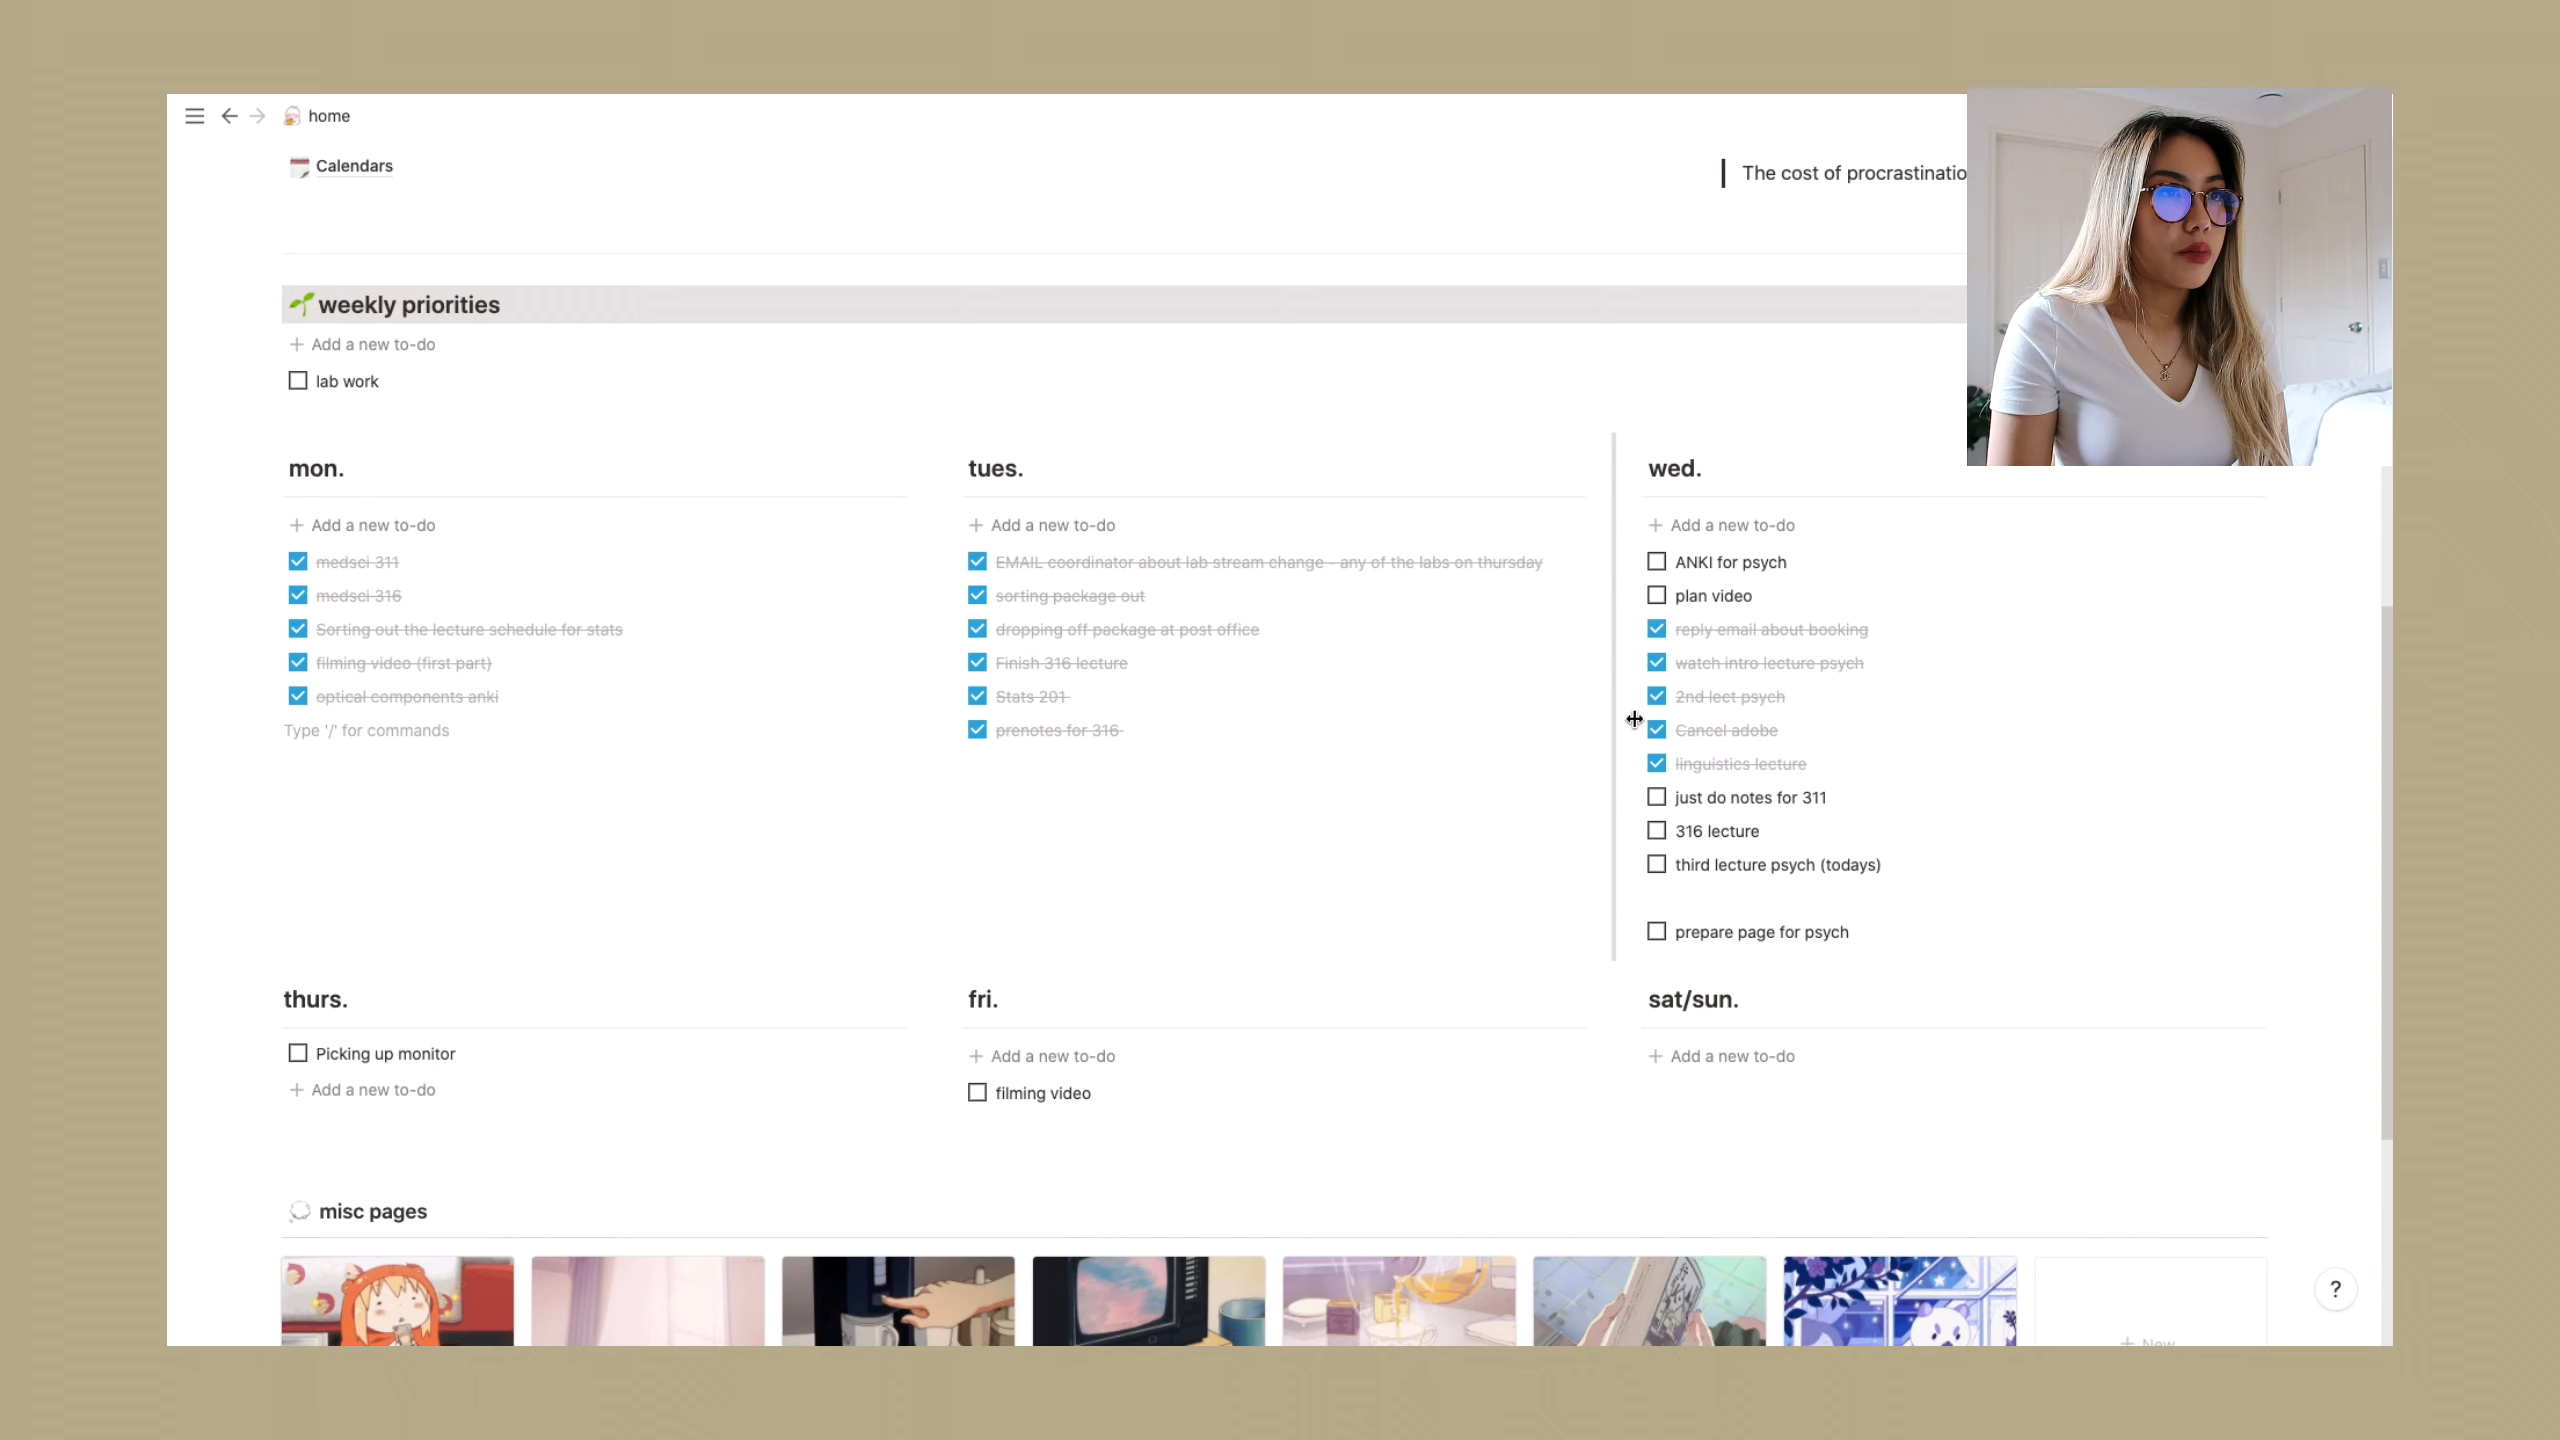 home
Calendars
The cost of procrastinatio
weekly priorities
+ Add a new to-do
lab work
mon.
+ Add a new to-do
medsci 311
medsci 316
Sorting out the lecture schedule for stats
filming video (first part)
optical components anki
Type '/' for commands
tues.
+ Add a new to-do
EMAIL coordinator about lab stream change - any of the labs on thursday
sorting package out
dropping off package at post office
Finish 316 lecture
Stats 201
prenotes for 316
wed.
+ Add a new to-do
ANKI for psych
plan video
reply email about booking
watch intro lecture psych
2nd lect psych
Cancel adobe
linguistics lecture
just do notes for 311
316 lecture
third lecture psych (todays)
prepare page for psych
thurs.
Picking up monitor
+ Add a new to-do
fri.
+ Add a new to-do
filming video
sat/sun.
+ Add a new to-do
misc pages
+ New
?